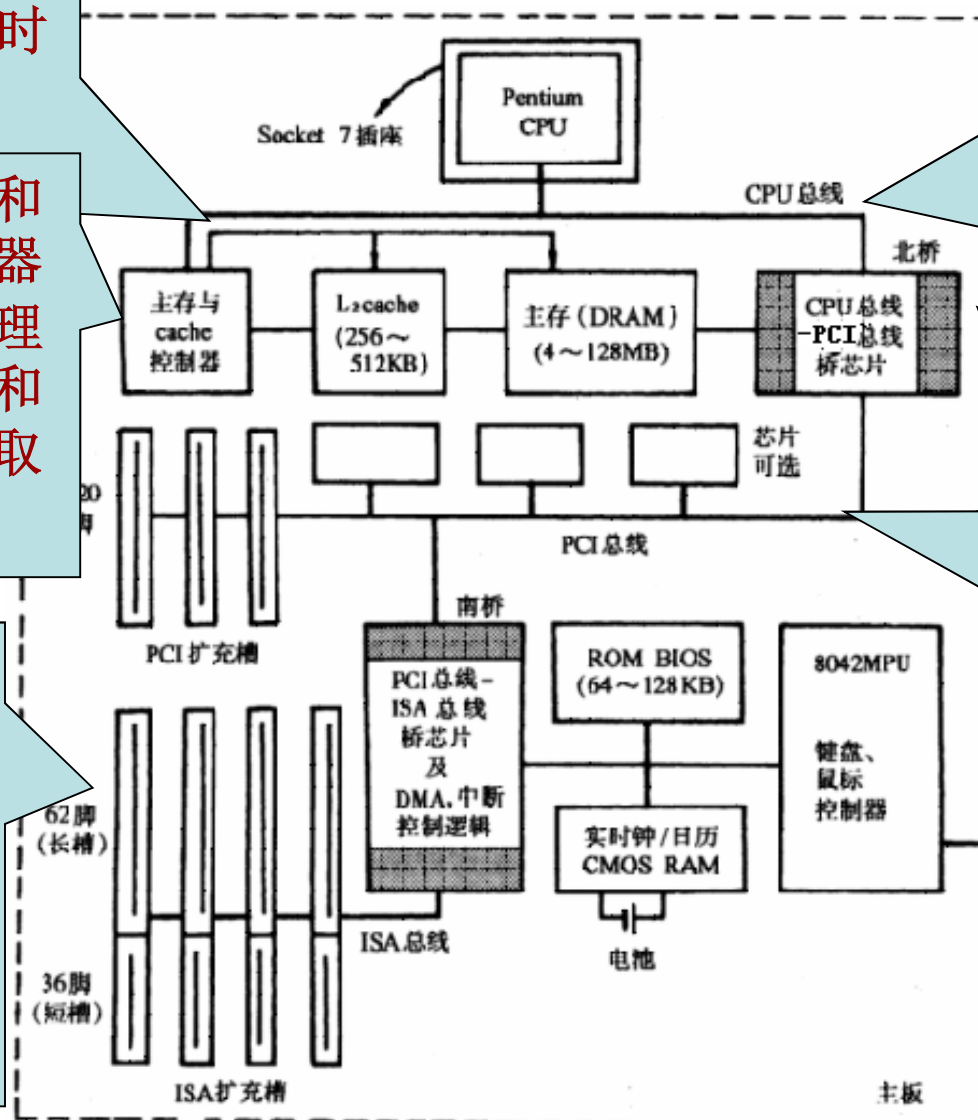 时
和
器
理
和
取
Pentium
CPU
Socket 7插座
CPU总线
北桥
主存与
cache
控制器
L₂cache
(256～
512KB)
主存(DRAM)
(4～128MB)
CPU总线
-PCI总线
桥芯片
芯片
可选
20
PCI总线
PCI扩充槽
南桥
PCI总线-
ISA总线
桥芯片
及
DMA,中断
控制逻辑
ROM BIOS
(64～128KB)
8042MPU
键盘、
鼠标
控制器
实时钟/日历
CMOS RAM
电池
62脚
(长槽)
ISA总线
36脚
(短槽)
ISA扩充槽
主板